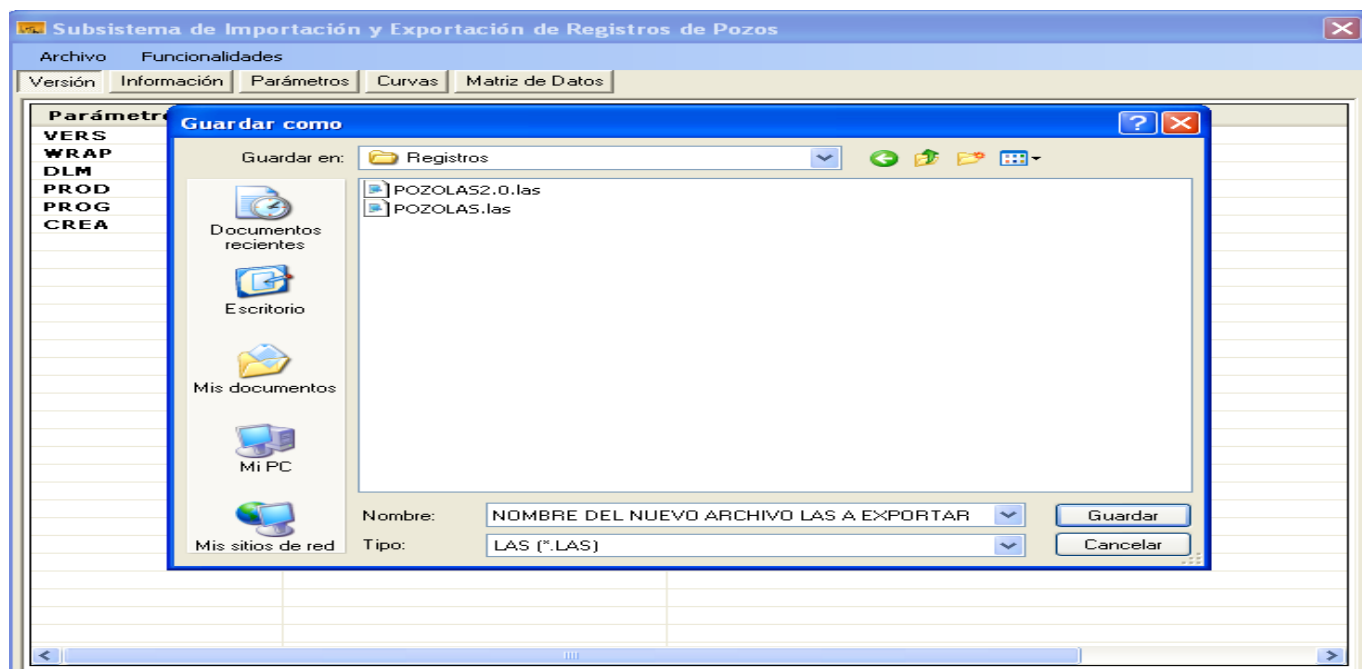 Subsistema de Importación y Exportación de Registros de Pozos
Archivo Funcionalidades
Versión Información Parámetros Curvas Matriz de Datos
Parámetr
VERS
WRAP
DLM
PROD
PROG
CREA
Guardar como
Guardar en: Registros
POZOLAS2.0.las
POZOLAS.las
Documentos
recientes
Escritorio
Mis documentos
Mi PC
Mis sitios de red
Nombre: NOMBRE DEL NUEVO ARCHIVO LAS A EXPORTAR Guardar
Tipo: LAS (*.LAS) Cancelar